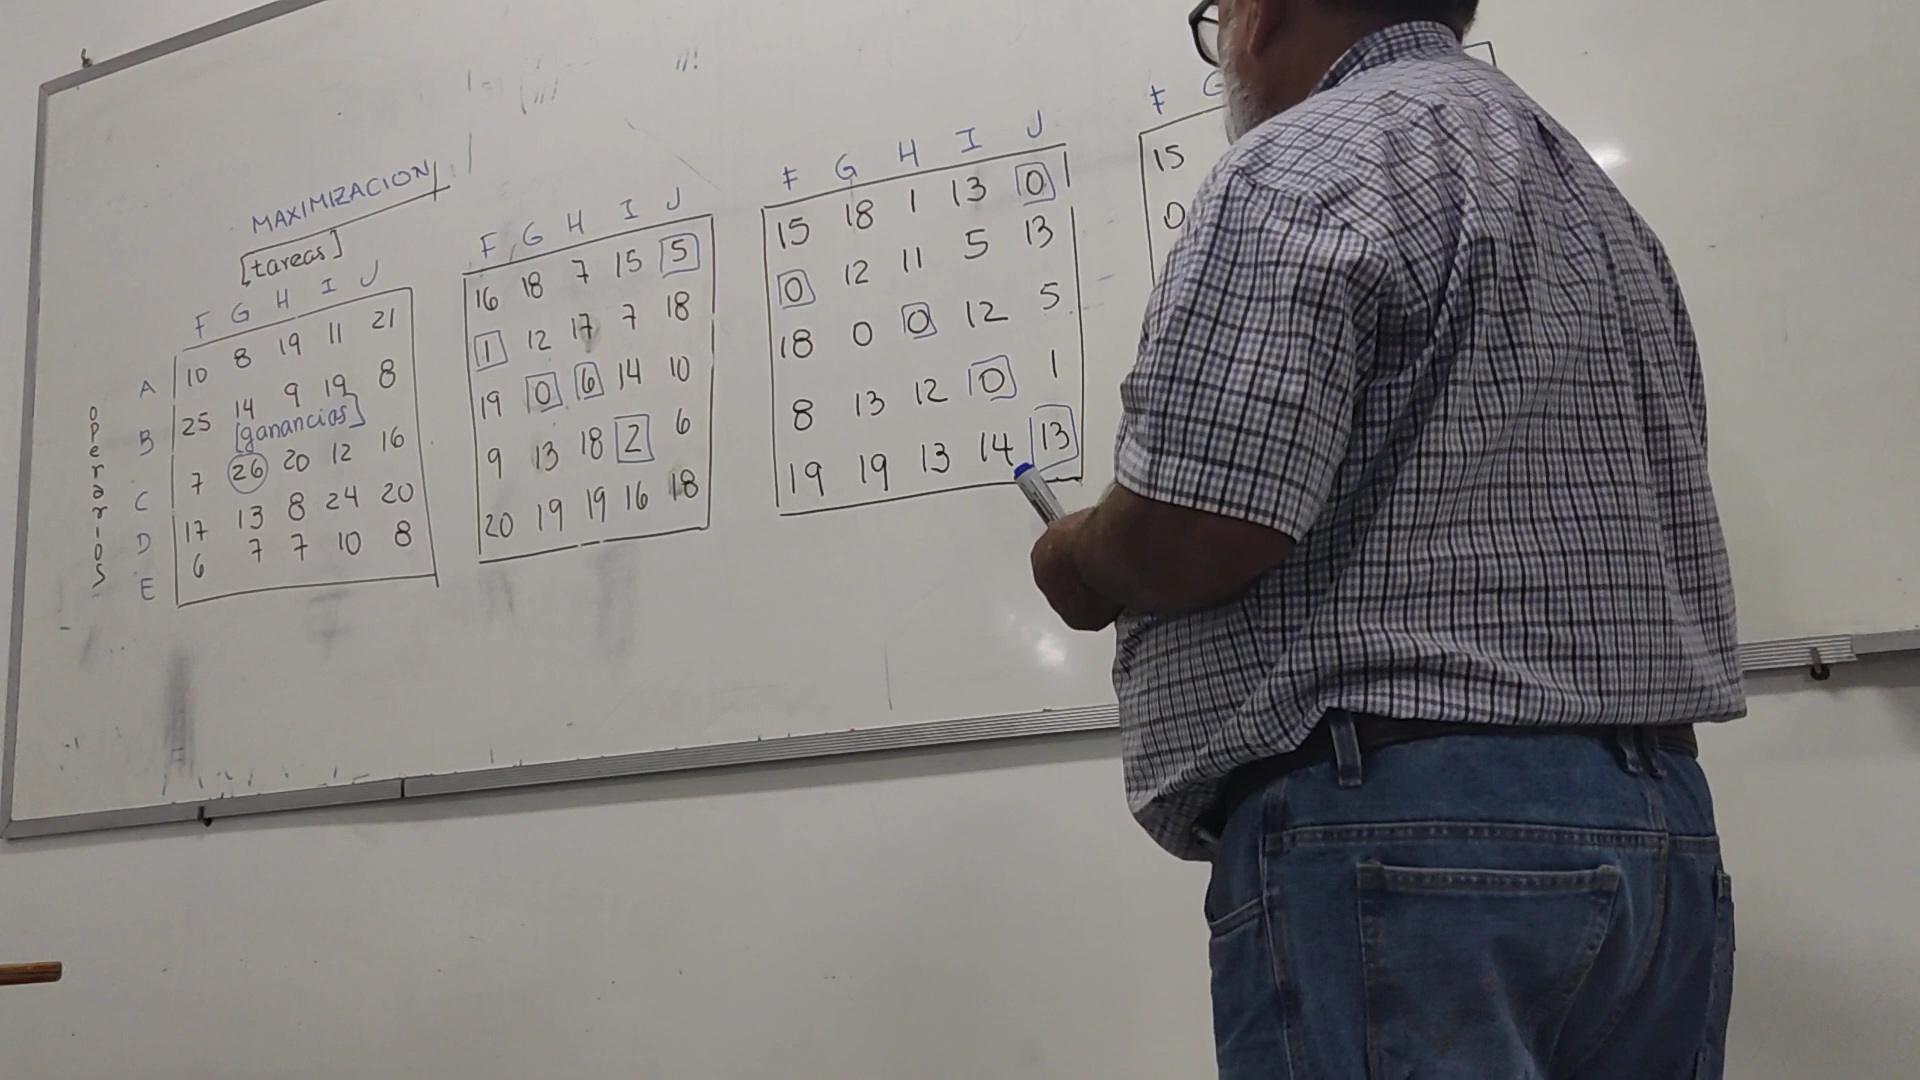 MAXIMIZACION
[tareas]
F G H I J
A 10 8 19 11 21
B 25 14 9 19 8
[ganancias]
C 7 26 20 12 16
D 17 13 8 24 20
E 6 7 7 10 8
operarios
F G H I J
16 18 7 15 5
1 12 17 7 18
19 0 6 14 10
9 13 18 2 6
20 19 19 16 18
F G H I J
15 18 1 13 0
0 12 11 5 13
18 0 0 12 5
8 13 12 0 1
19 19 13 14 13
F G
15
0